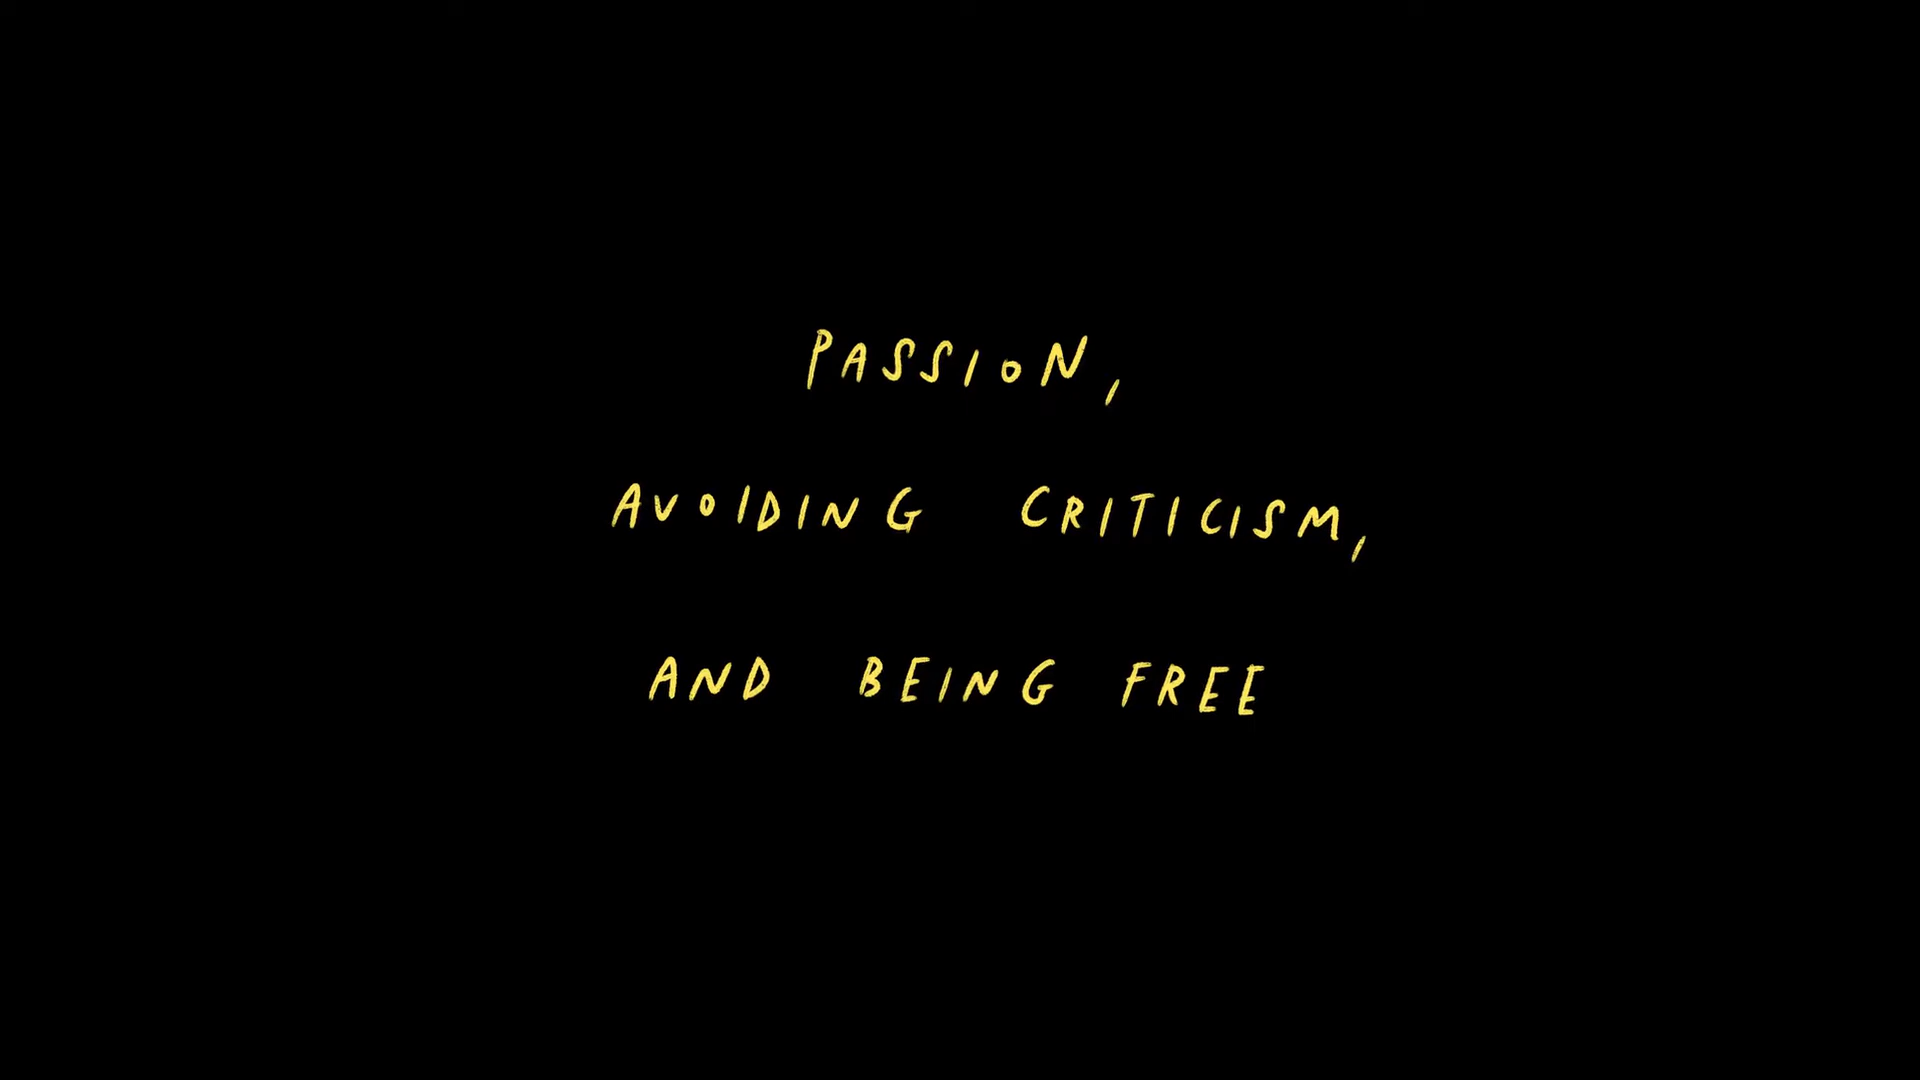 PASSION,
AVOIDING CRITICISM,
AND BEING FREE